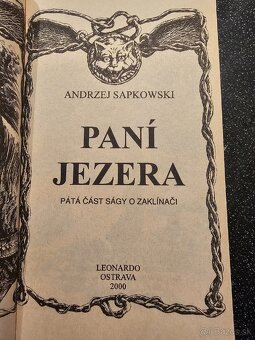 ANDRZEJ SAPKOWSKI
PANÍ
JEZERA
PÁTÁ ČÁST SÁGY O ZAKLÍNAČI
LEONARDO
OSTRAVA
2000